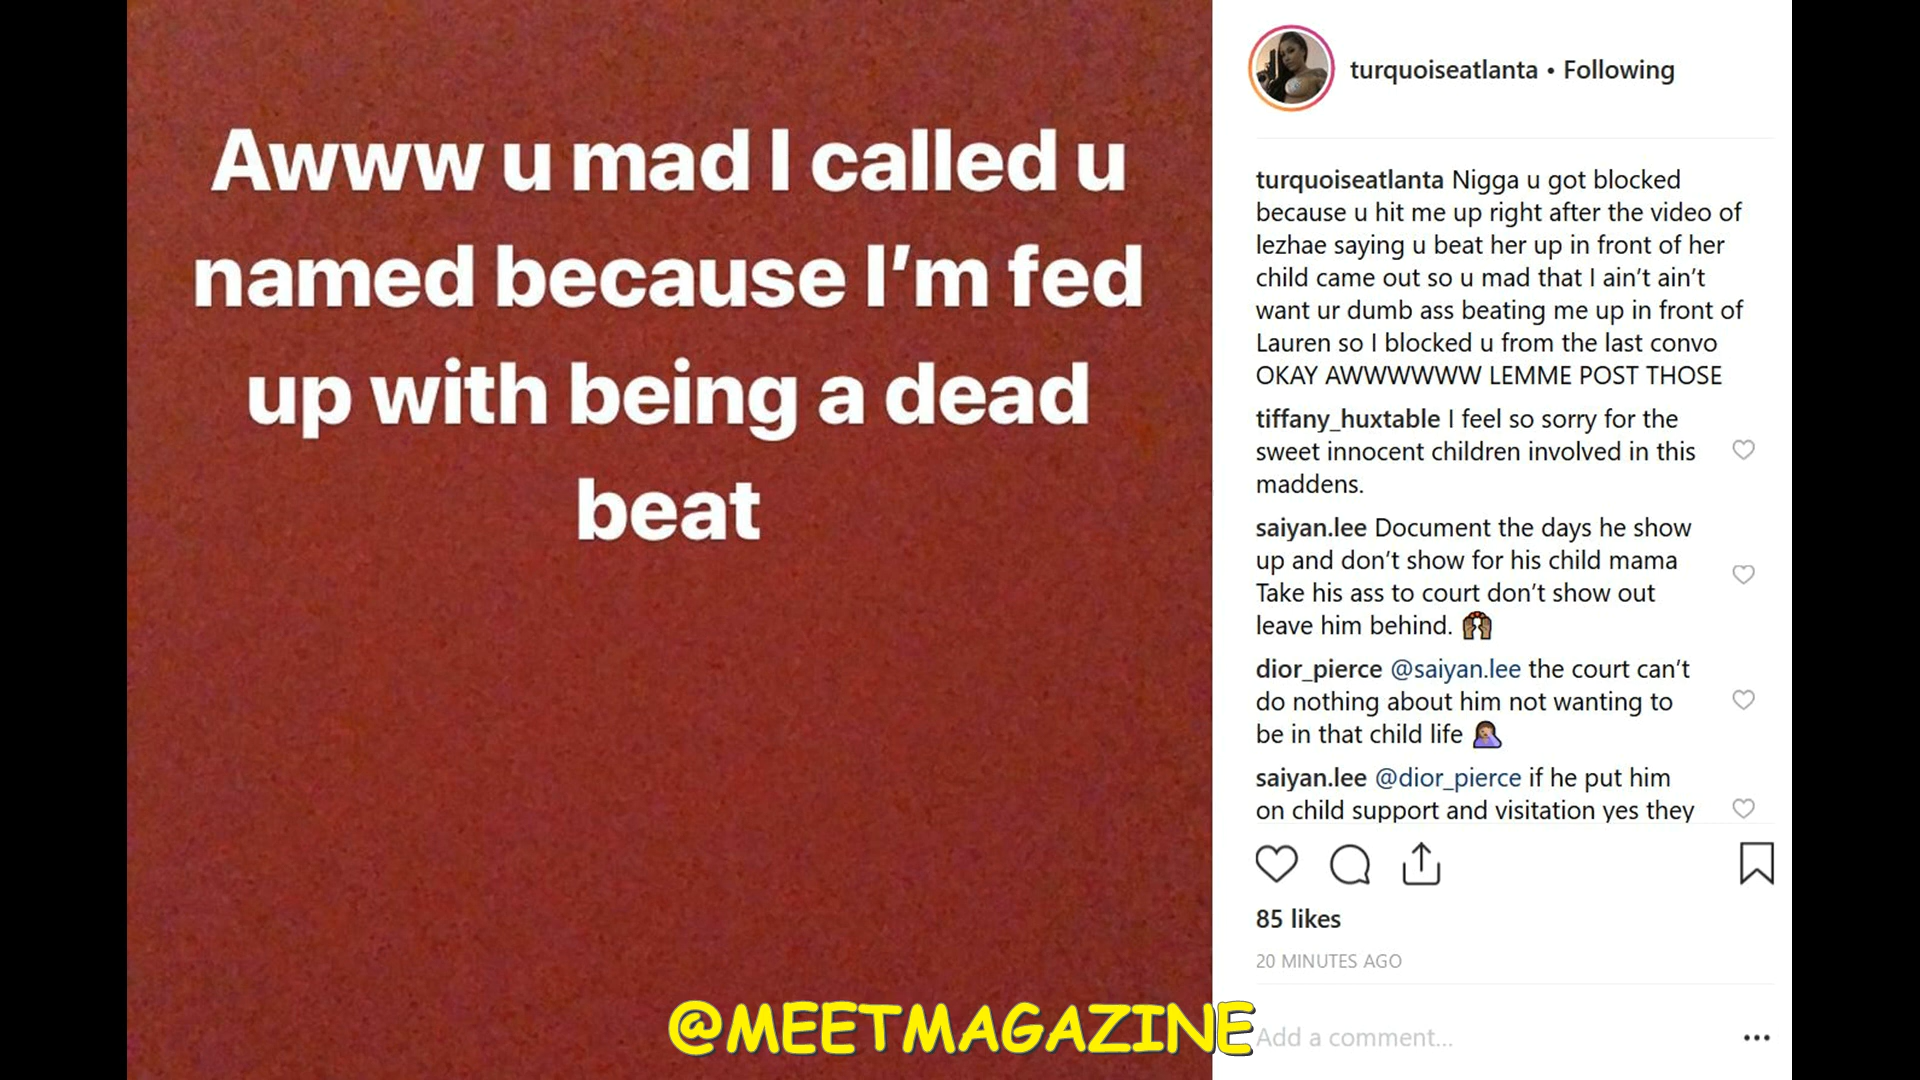 Awww u mad I called u
named because I’m fed
up with being a dead
beat
turquoiseatlanta • Following
turquoiseatlanta Nigga u got blocked
because u hit me up right after the video of
lezhae saying u beat her up in front of her
child came out so u mad that I ain’t ain’t
want ur dumb ass beating me up in front of
Lauren so I blocked u from the last convo
OKAY AWWWWWW LEMME POST THOSE
tiffany_huxtable I feel so sorry for the
sweet innocent children involved in this
maddens.
saiyan.lee Document the days he show
up and don’t show for his child mama
Take his ass to court don’t show out
leave him behind.
dior_pierce @saiyan.lee the court can’t
do nothing about him not wanting to
be in that child life
saiyan.lee @dior_pierce if he put him
on child support and visitation yes they
85 likes
20 MINUTES AGO
Add a comment...
@MEETMAGAZINE